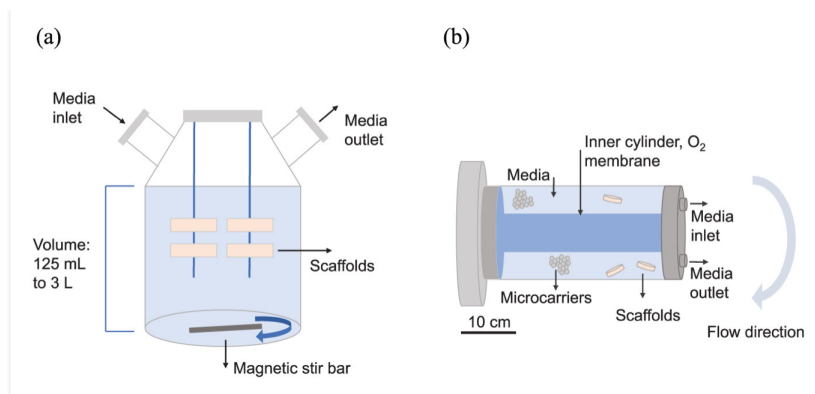 (a)
Media
inlet
Media
outlet
Volume:
125 mL
to 3 L
Scaffolds
Magnetic stir bar
(b)
Inner cylinder, O₂
membrane
Media
Media
inlet
Media
outlet
Microcarriers
Scaffolds
10 cm
Flow direction